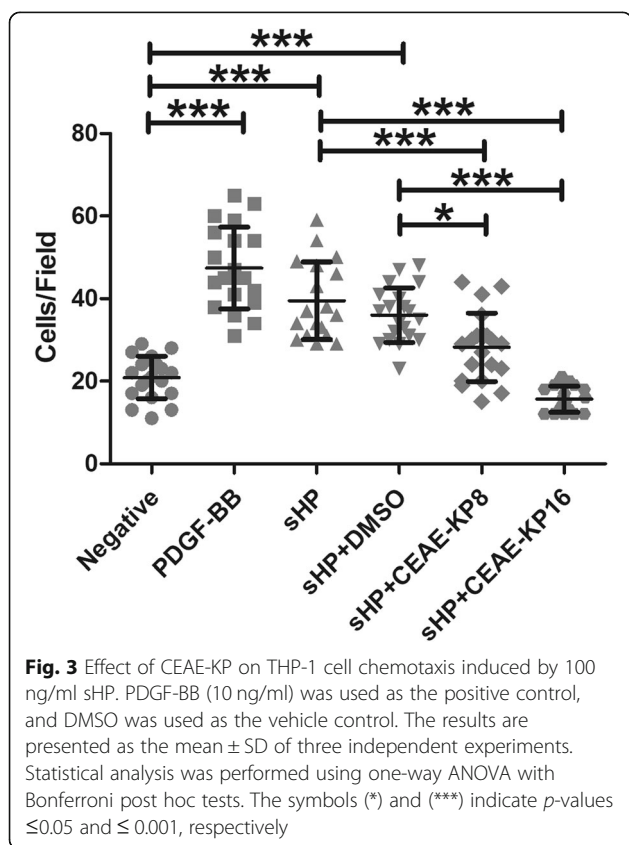 ***
***
***
***
***
***
*
80
60
40
20
0
Cells/Field
Negative
PDGF-BB
sHP
sHP+DMSO
sHP+CEAE-KP8
sHP+CEAE-KP16
Fig. 3 Effect of CEAE-KP on THP-1 cell chemotaxis induced by 100
ng/ml sHP. PDGF-BB (10 ng/ml) was used as the positive control,
and DMSO was used as the vehicle control. The results are
presented as the mean ± SD of three independent experiments.
Statistical analysis was performed using one-way ANOVA with
Bonferroni post hoc tests. The symbols (*) and (***) indicate p-values
≤0.05 and ≤ 0.001, respectively